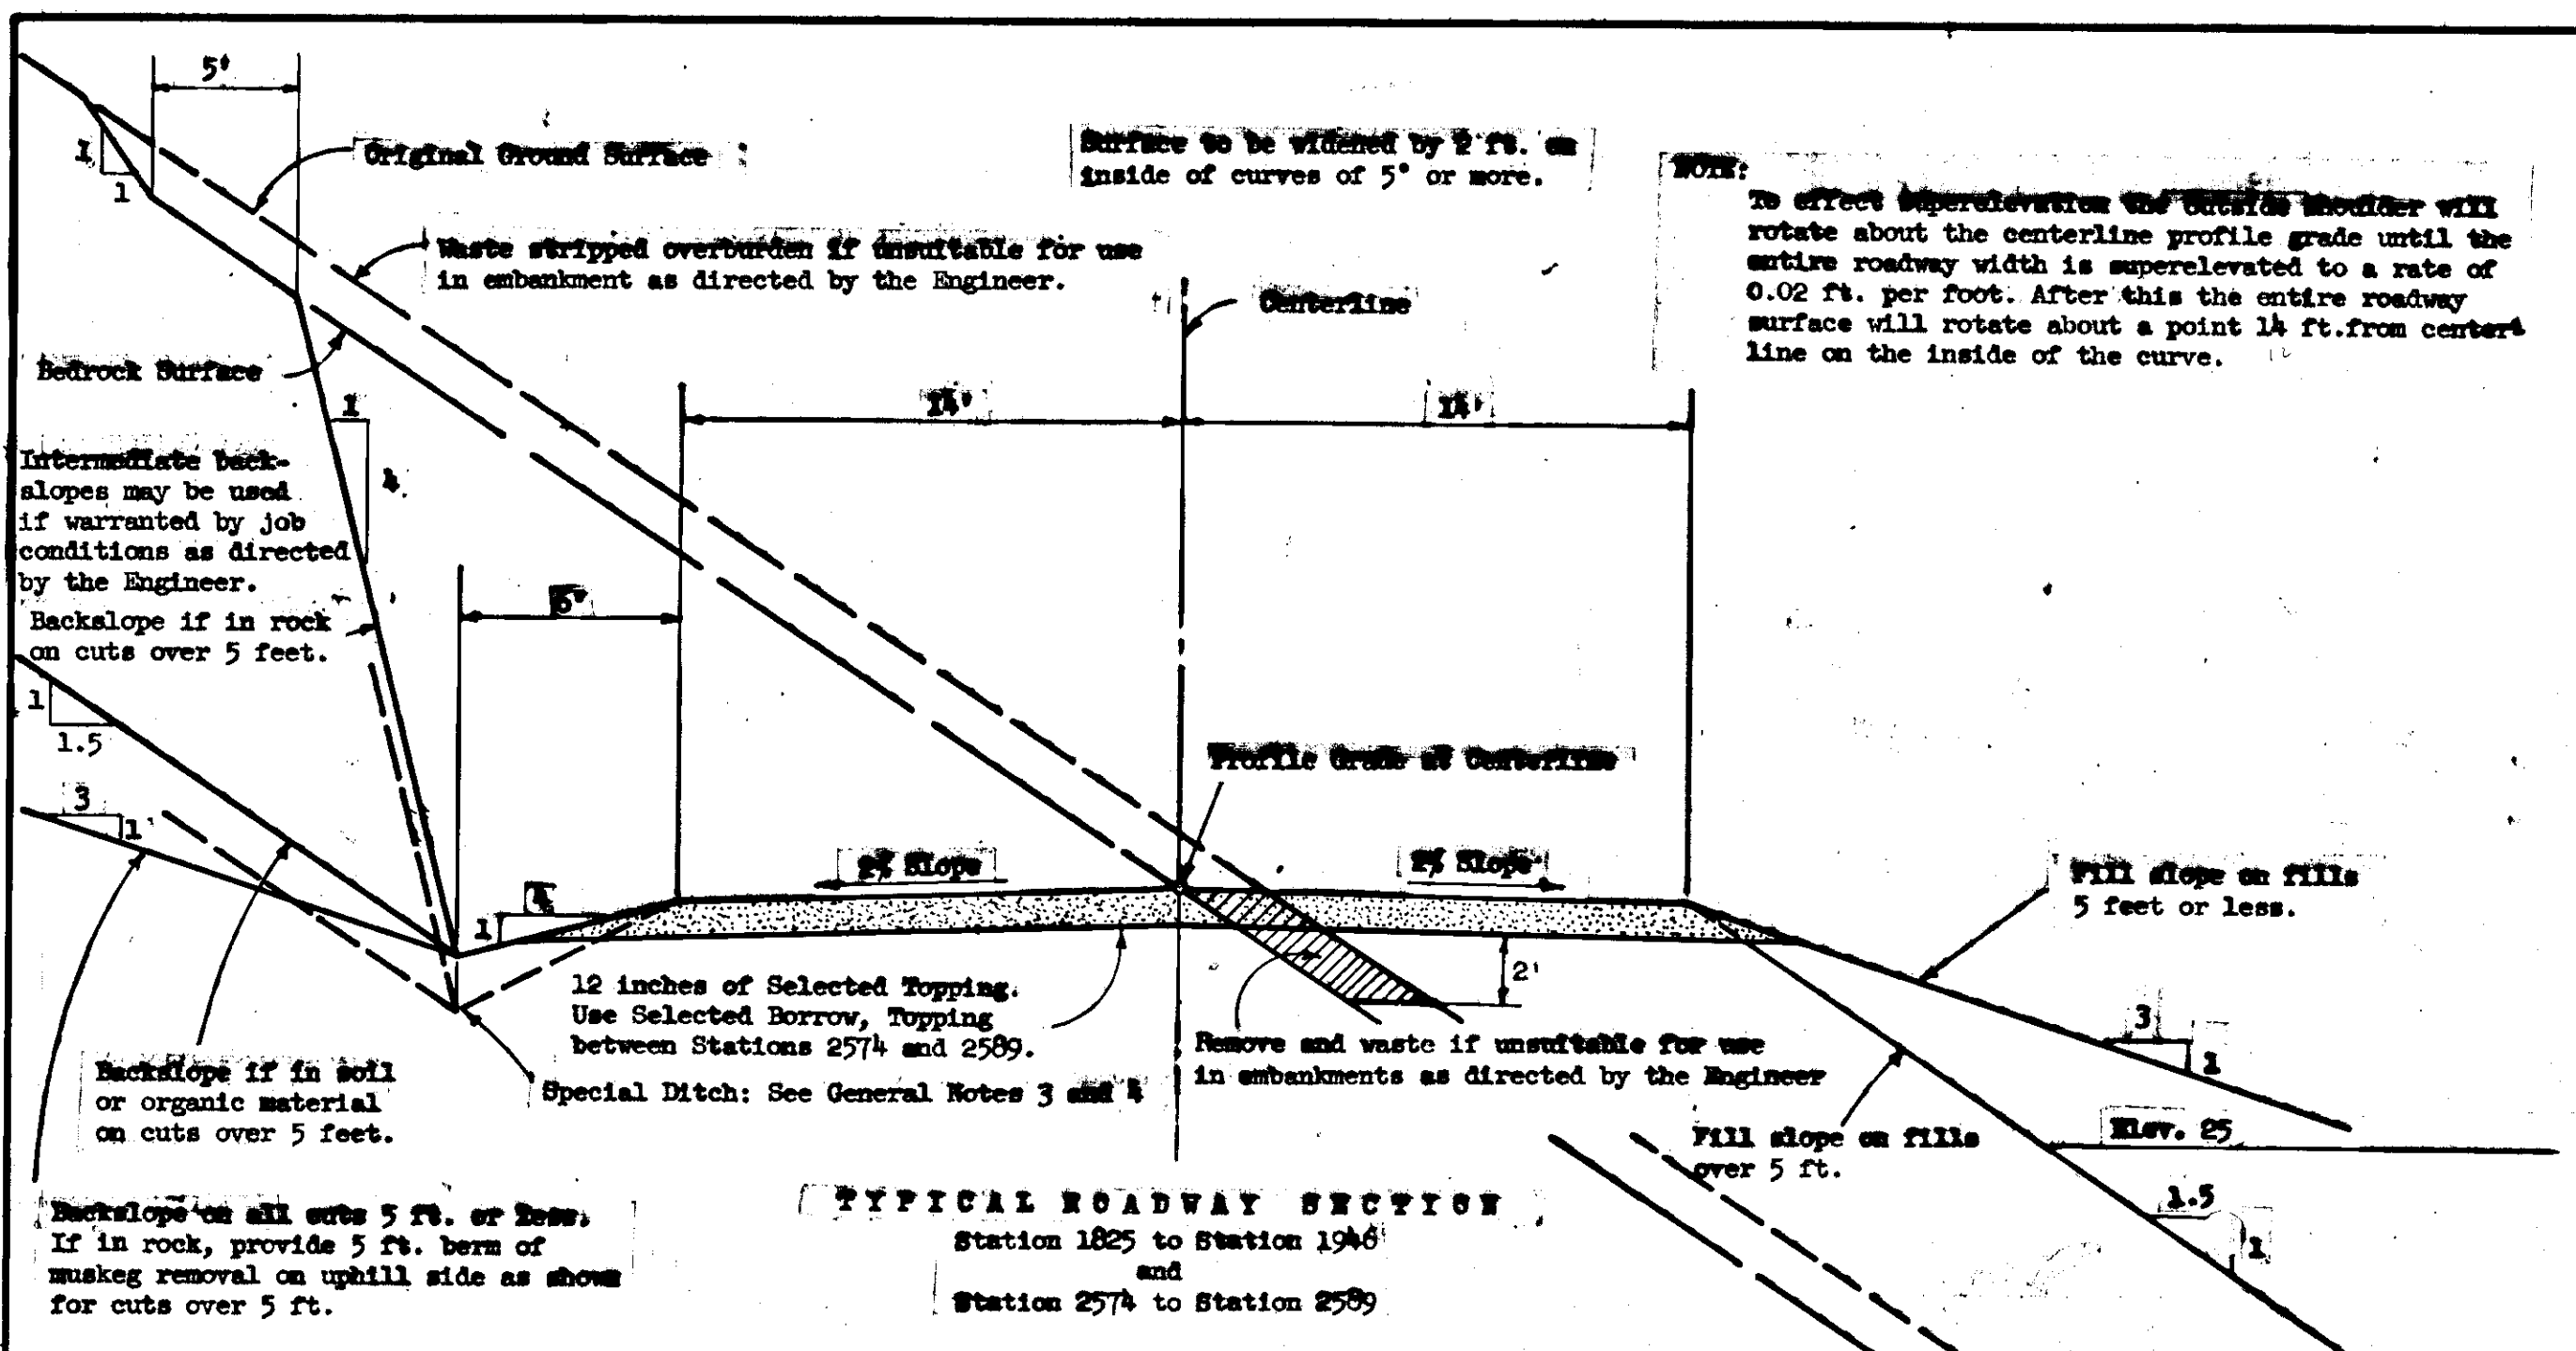 5'
1
1
Original Ground Surface
Surface to be widened by 2 ft. on
inside of curves of 5° or more.
NOTE:
To effect superelevation the outside shoulder will
rotate about the centerline profile grade until the
entire roadway width is superelevated to a rate of
0.02 ft. per foot. After this the entire roadway
surface will rotate about a point 14 ft.from center
line on the inside of the curve.
Waste stripped overburden if unsuitable for use
in embankment as directed by the Engineer.
Centerline
Bedrock Surface
14'
14'
1
4
Intermediate back-
slopes may be used
if warranted by job
conditions as directed
by the Engineer.
Backslope if in rock
on cuts over 5 feet.
1
1.5
3
1
Profile Grade at Centerline
2% Slope
2% Slope
4
1
Fill slope on fills
5 feet or less.
2'
12 inches of Selected Topping.
Use Selected Borrow, Topping
between Stations 2574 and 2589.
Special Ditch: See General Notes 3 and 4
Remove and waste if unsuitable for use
in embankments as directed by the Engineer
3
1
Backslope if in soil
or organic material
on cuts over 5 feet.
Fill slope on fills
over 5 ft.
Elev. 25
1.5
1
Backslope on all cuts 5 ft. or less.
If in rock, provide 5 ft. berm of
muskeg removal on uphill side as shown
for cuts over 5 ft.
TYPICAL ROADWAY SECTION
Station 1825 to Station 1946
and
Station 2574 to Station 2589